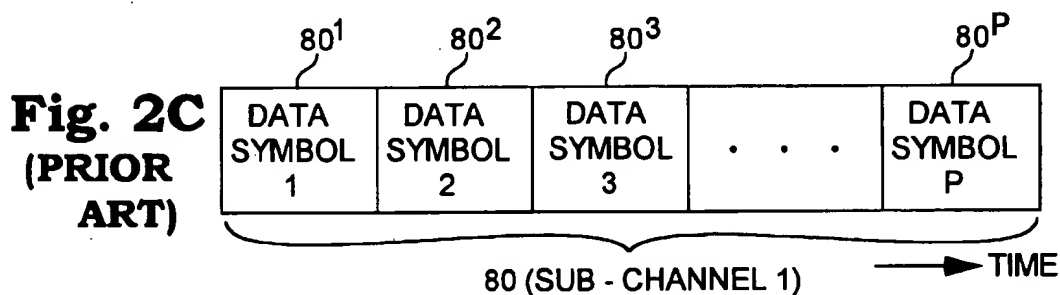 80¹ 80² 80³ 80ᴾ
Fig. 2C
(PRIOR
ART)
DATA DATA DATA DATA
SYMBOL SYMBOL SYMBOL . . . SYMBOL
1 2 3 P
80 (SUB - CHANNEL 1) TIME